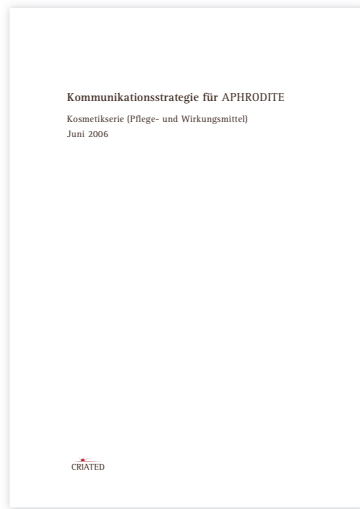 Kommunikationsstrategie für APHRODITE
Kosmetikserie (Pflege- und Wirkungsmittel)
Juni 2006
CRIATED